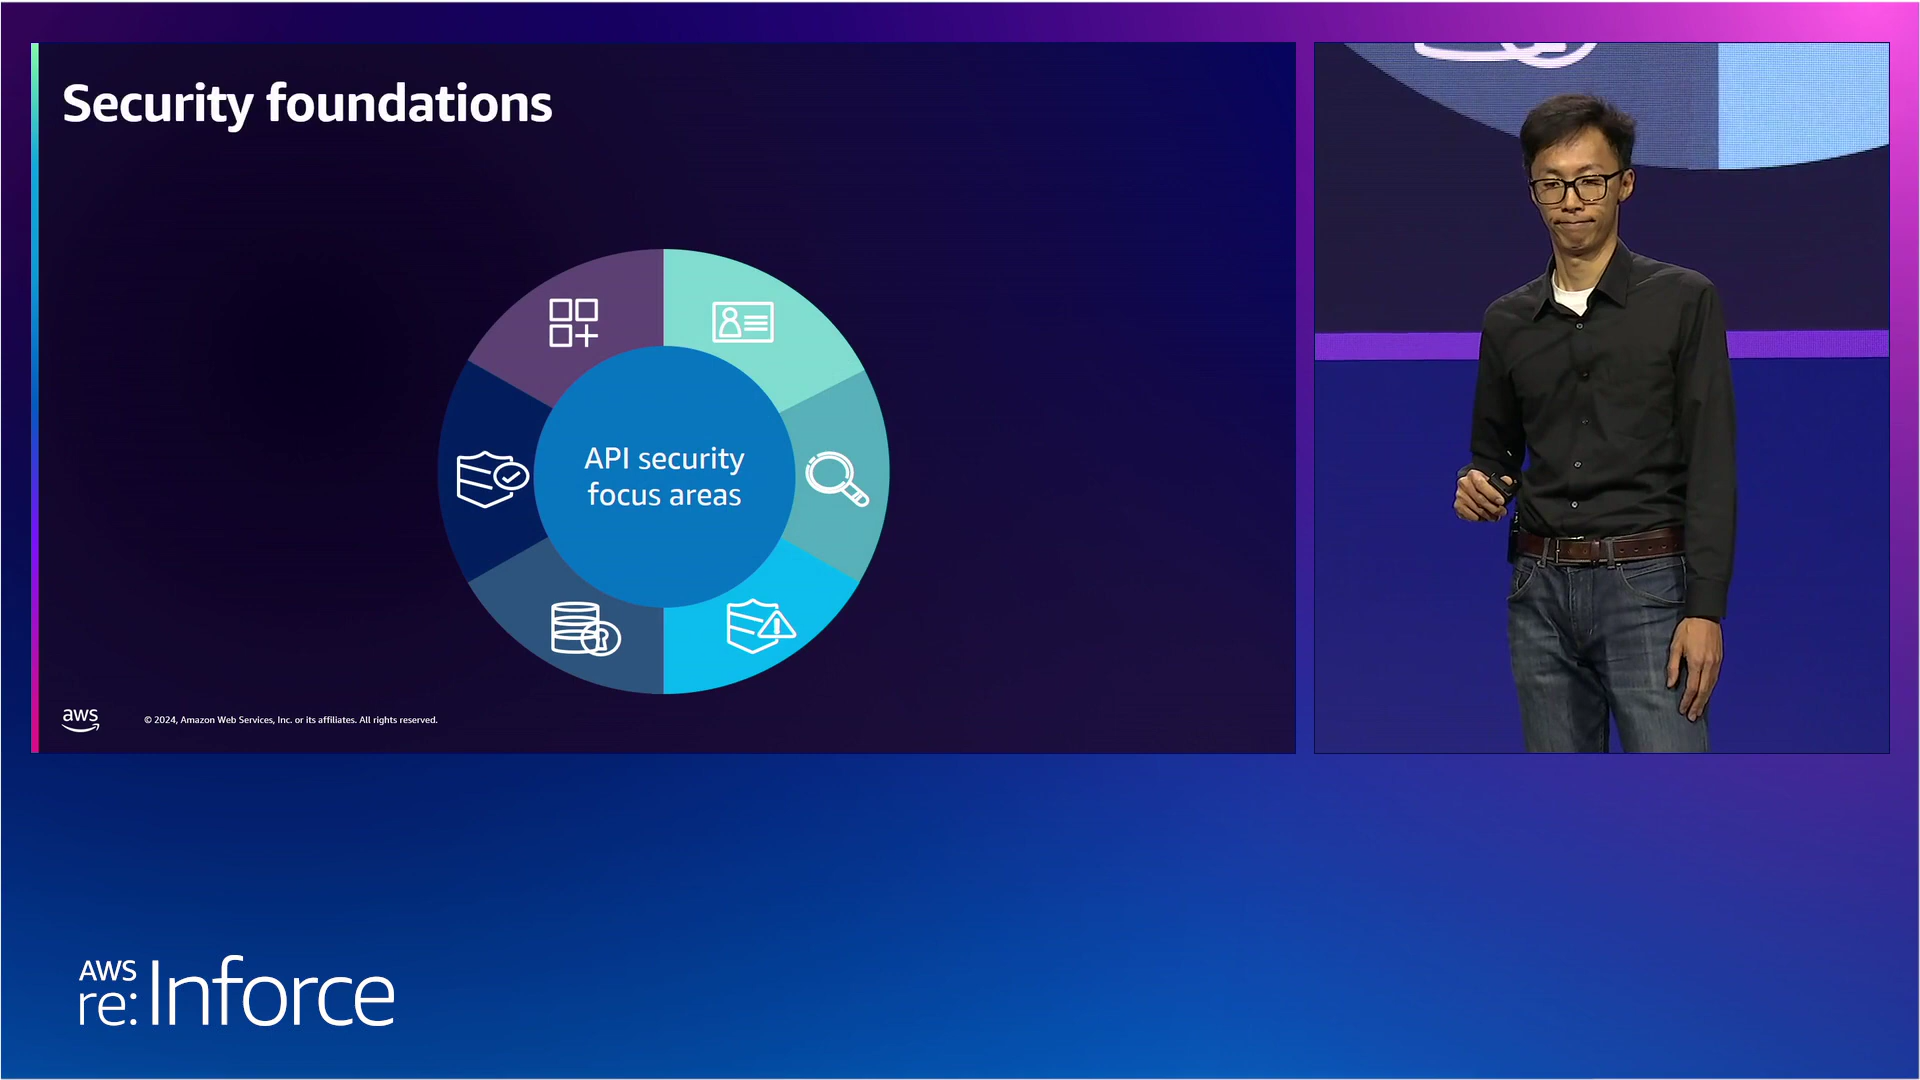 Security foundations
API security
focus areas
aws
© 2024, Amazon Web Services, Inc. or its affiliates. All rights reserved.
AWS
re:Inforce